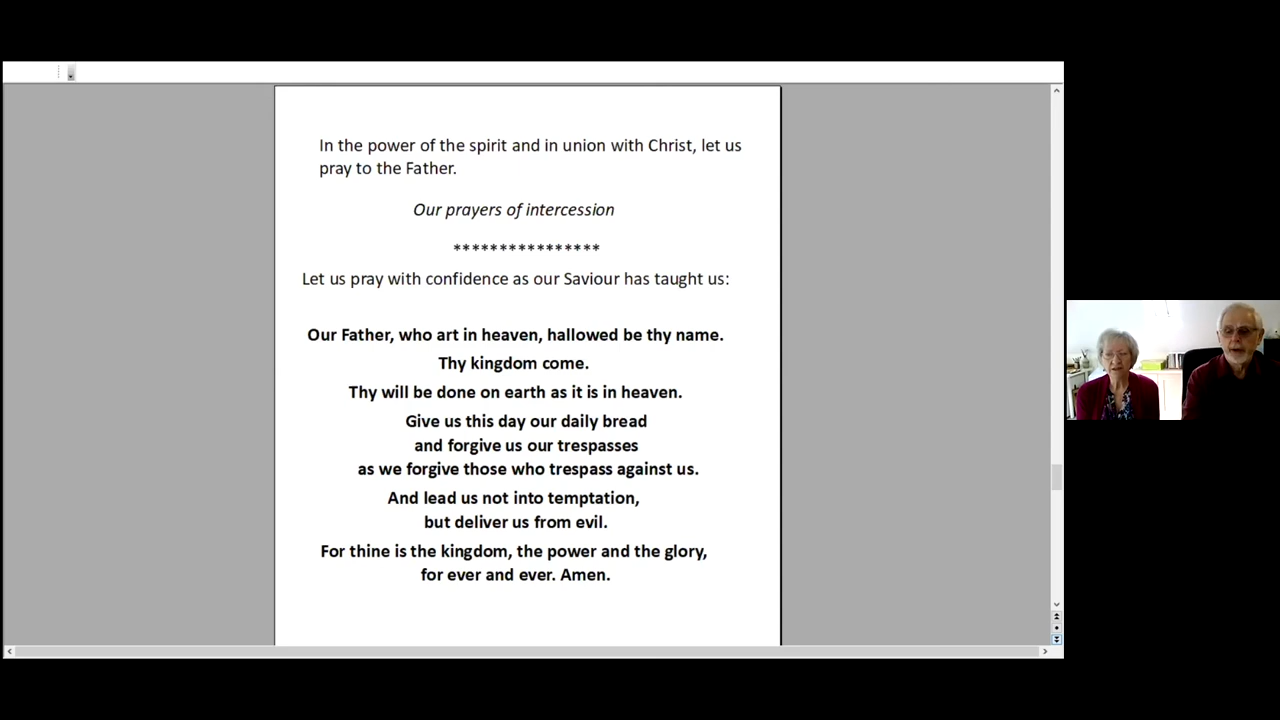 In the power of the spirit and in union with Christ, let us
pray to the Father.
Our prayers of intercession
****************
Let us pray with confidence as our Saviour has taught us:
Our Father, who art in heaven, hallowed be thy name.
Thy kingdom come.
Thy will be done on earth as it is in heaven.
Give us this day our daily bread
and forgive us our trespasses
as we forgive those who trespass against us.
And lead us not into temptation,
but deliver us from evil.
For thine is the kingdom, the power and the glory,
for ever and ever. Amen.